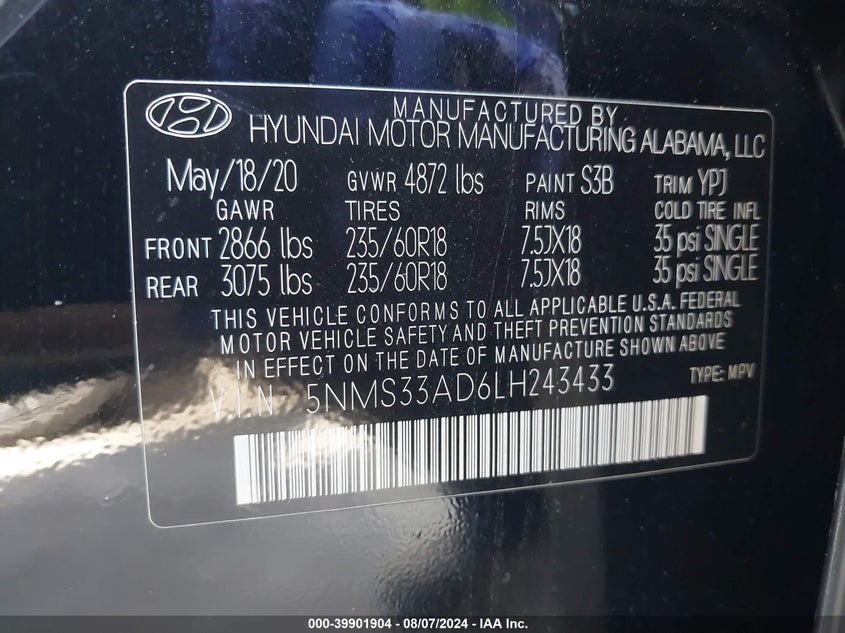 MANUFACTURED BY
HYUNDAI MOTOR MANUFACTURING ALABAMA, LLC
May/18/20 GVWR 4872 lbs PAINT S3B TRIM YPJ
GAWR TIRES RIMS COLD TIRE INFL
FRONT 2866 lbs 235/60R18 7.5JX18 35 psi SINGLE
REAR 3075 lbs 235/60R18 7.5JX18 35 psi SINGLE
THIS VEHICLE CONFORMS TO ALL APPLICABLE U.S.A. FEDERAL
MOTOR VEHICLE SAFETY AND THEFT PREVENTION STANDARDS
IN EFFECT ON THE DATE OF MANUFACTURE SHOWN ABOVE
V.I.N 5NMS33AD6LH243433 TYPE: MPV
000-39901904 - 08/07/2024 - IAA Inc.